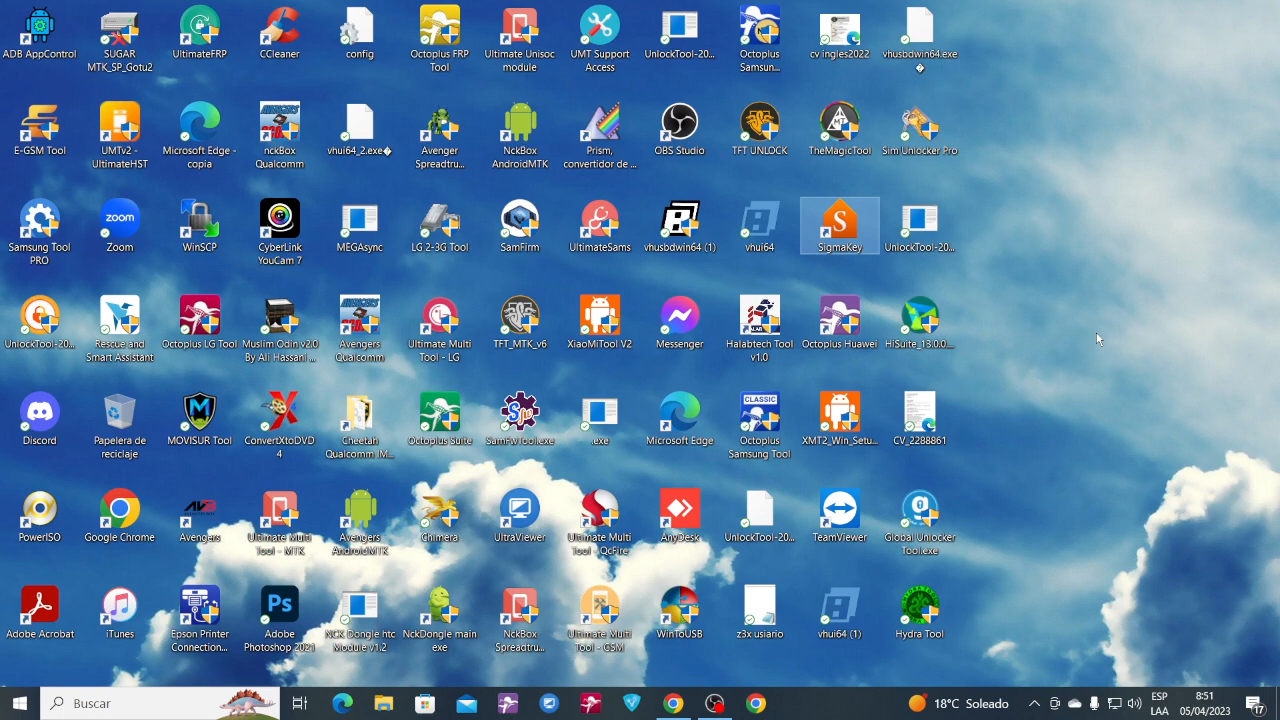 ADB AppControl
SUGAR
MTK_SP_Gotu2
UltimateFRP
CCleaner
config
Octoplus FRP
Tool
Ultimate Unisoc
module
UMT Support
Access
UnlockTool-20...
Octoplus
Samsun...
cv ingles2022
vhusbdwin64.exe
�
E-GSM Tool
UMTv2 -
UltimateHST
Microsoft Edge -
copia
nckBox
Qualcomm
vhui64_2.exe�
Avenger
Spreadtru...
NckBox
AndroidMTK
Prism,
convertidor de ...
OBS Studio
TFT UNLOCK
TheMagicTool
Sim Unlocker Pro
Samsung Tool
PRO
zoom
Zoom
WinSCP
CyberLink
YouCam 7
MEGAsync
LG 2-3G Tool
SamFirm
UltimateSams
vhusbdwin64 (1)
vhui64
S
SigmaKey
UnlockTool-20...
UnlockTool-20...
Rescue and
Smart Assistant
Octoplus LG Tool
Muslim Odin v2.0
By Ali Hassani ...
AVENGERS
Avengers
Qualcomm
Ultimate Multi
Tool - LG
TFT_MTK_v6
XiaoMiTool V2
Messenger
Halabtech Tool
v1.0
Octoplus Huawei
HiSuite_13.0.0....
Discord
Papelera de
reciclaje
MOVISUR Tool
ConvertXtoDVD
4
Cheetah
Qualcomm IM...
Octoplus Suite
SamFwTool.exe
.exe
Microsoft Edge
CLASSIC
Octoplus
Samsung Tool
XMT2_Win_Setu...
CV_2288861
PowerISO
Google Chrome
Avengers
Ultimate Multi
Tool - MTK
Avengers
AndroidMTK
Chimera
UltraViewer
Ultimate Multi
Tool - QcFire
AnyDesk
UnlockTool-20...
TeamViewer
Global Unlocker
Tool.exe
Adobe Acrobat
iTunes
Epson Printer
Connection...
Ps
Adobe
Photoshop 2021
NCK Dongle htc
Module v1.2
NckDongle main
exe
NckBox
Spreadtru...
Ultimate Multi
Tool - GSM
WinToUSB
z3x usiario
vhui64 (1)
Hydra Tool
Buscar
18°C Soleado
ESP
LAA
8:51
05/04/2023
17